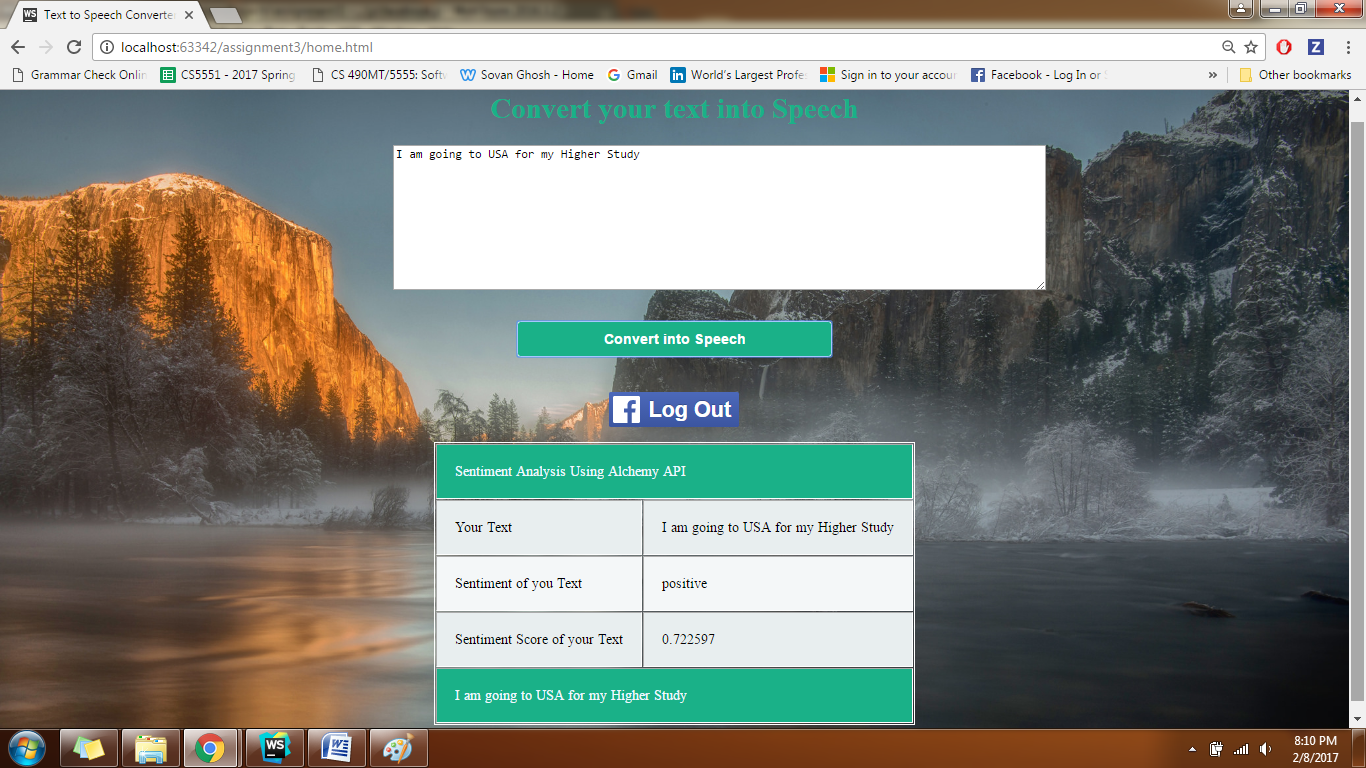 Text to Speech Converte
localhost:63342/assignment3/home.html
Grammar Check Onlin
CS5551 - 2017 Spring
CS 490MT/5555: Soft
Sovan Ghosh - Home
Gmail
World's Largest Profe
Sign in to your accou
Facebook - Log In or
»
Other bookmarks
Convert your text into Speech
I am going to USA for my Higher Study
Convert into Speech
Log Out
Sentiment Analysis Using Alchemy API
Your Text I am going to USA for my Higher Study
Sentiment of you Text positive
Sentiment Score of your Text 0.722597
I am going to USA for my Higher Study
8:10 PM
2/8/2017